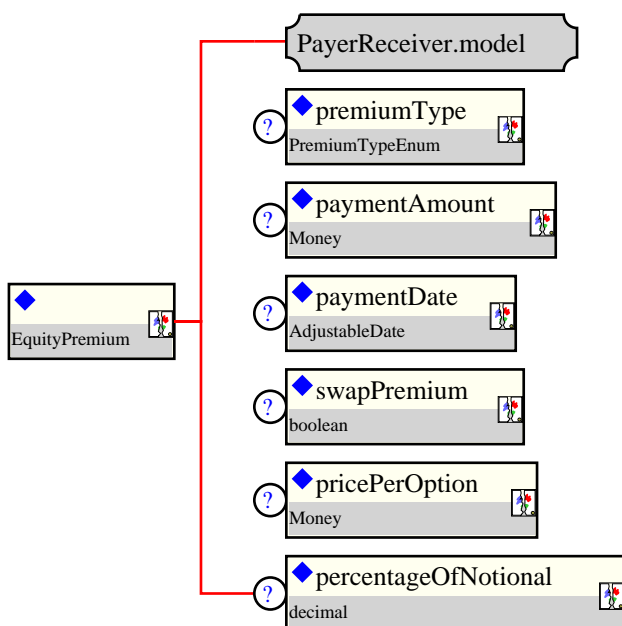 PayerReceiver.model
? premiumType
PremiumTypeEnum
? paymentAmount
Money
? paymentDate
AdjustableDate
EquityPremium
? swapPremium
boolean
? pricePerOption
Money
? percentageOfNotional
decimal